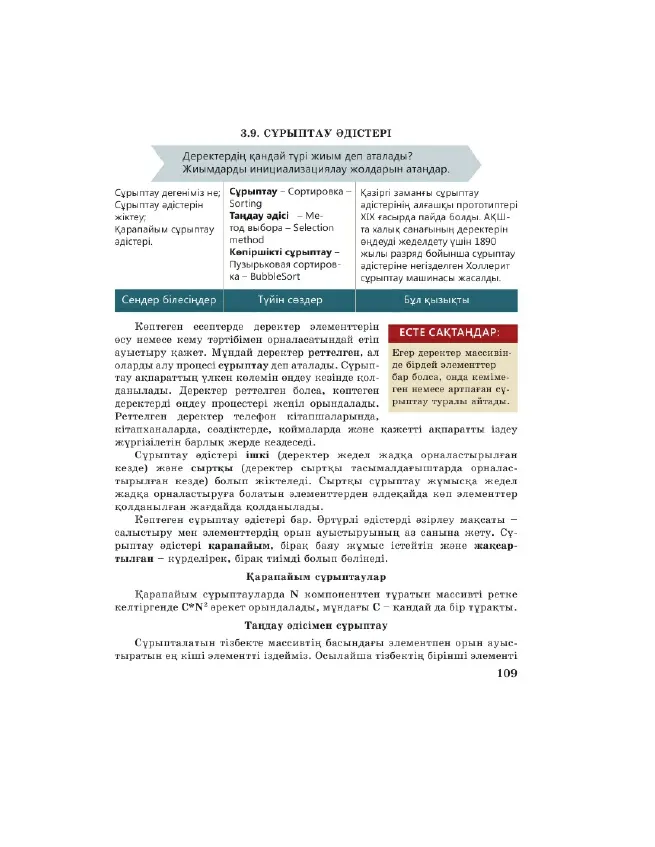 3.9. СҰРЫПТАУ ӘДІСТЕРІ
Деректердің қандай түрі жиым деп аталады?
Жиымдарды инициализациялау жолдарын атаңдар.
Сұрыптау дегеніміз не;
Сұрыптау әдістерін
жіктеу;
Қарапайым сұрыптау
әдістері.
Сұрыптау – Сортировка –
Sorting
Таңдау әдісі – Ме-
тод выбора – Selection
method
Көпіршікті сұрыптау –
Пузырьковая сортиров-
ка – BubbleSort
Қазіргі заманғы сұрыптау
әдістерінің алғашқы прототиптері
XIX ғасырда пайда болды. АҚШ-
та халық санағының деректерін
өңдеуді жеделдету үшін 1890
жылы разряд бойынша сұрыптау
әдістеріне негізделген Холлерит
сұрыптау машинасы жасалды.
Сендер білесіңдер
Түйін сөздер
Бұл қызықты
Көптеген есептерде деректер элементтерін
өсу немесе кему тәртібімен орналасатындай етіп
ауыстыру қажет. Мұндай деректер реттелген, ал
оларды алу процесі сұрыптау деп аталады. Сұрып-
тау ақпараттың үлкен көлемін өңдеу кезінде қол-
данылады. Деректер реттелген болса, көптеген
деректерді өңдеу процестері жеңіл орындалады.
Реттелген деректер телефон кітапшаларында,
кітапханаларда, сөздіктерде, қоймаларда және қажетті ақпаратты іздеу
жүргізілетін барлық жерде кездеседі.
ЕСТЕ САҚТАҢДАР:
Егер деректер массивін-
де бірдей элементтер
бар болса, онда кеміме-
ген немесе артпаған сұ-
рыптау туралы айтады.
Сұрыптау әдістері ішкі (деректер жедел жадқа орналастырылған
кезде) және сыртқы (деректер сыртқы тасымалдағыштарда орналас-
тырылған кезде) болып жіктеледі. Сыртқы сұрыптау жұмысқа жедел
жадқа орналастыруға болатын элементтерден әлдеқайда көп элементтер
қолданылған жағдайда қолданылады.
Көптеген сұрыптау әдістері бар. Әртүрлі әдістерді әзірлеу мақсаты –
салыстыру мен элементтердің орын ауыстыруының аз санына жету. Сұ-
рыптау әдістері қарапайым, бірақ баяу жұмыс істейтін және жақсар-
тылған – күрделірек, бірақ тиімді болып бөлінеді.
Қарапайым сұрыптаулар
Қарапайым сұрыптауларда N компоненттен тұратын массивті ретке
келтіргенде C*N² әрекет орындалады, мұндағы C – қандай да бір тұрақты.
Таңдау әдісімен сұрыптау
Сұрыпталатын тізбекте массивтің басындағы элементпен орын ауыс-
тыратын ең кіші элементті іздейміз. Осылайша тізбектің бірінші элементі
109